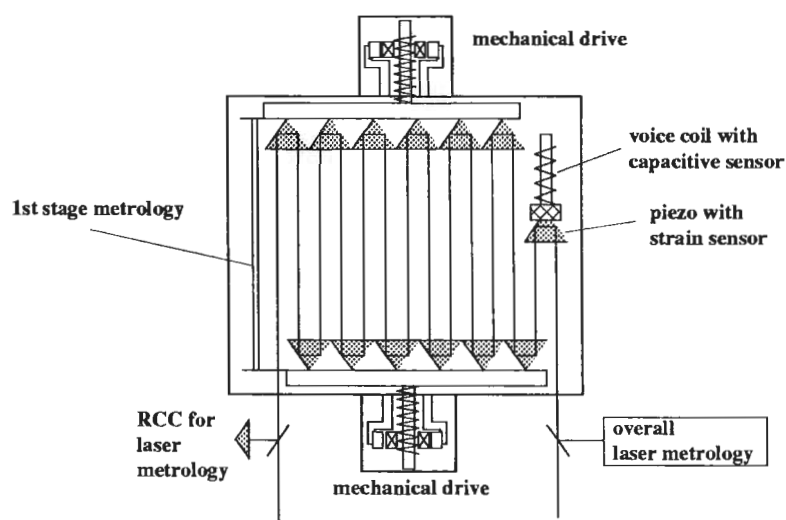 mechanical drive
voice coil with
capacitive sensor
1st stage metrology
piezo with
strain sensor
RCC for
laser
metrology
overall
laser metrology
mechanical drive